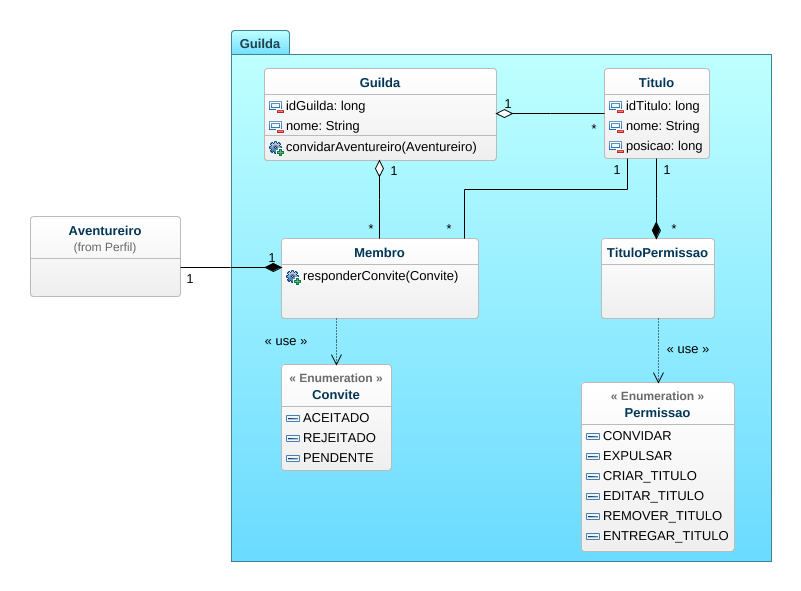 Guilda
Guilda
idGuilda: long
nome: String
convidarAventureiro(Aventureiro)
1
*
Titulo
idTitulo: long
nome: String
posicao: long
1
*
1
*
1
*
Aventureiro
(from Perfil)
1
1
Membro
responderConvite(Convite)
TituloPermissao
« use »
« use »
« Enumeration »
Convite
ACEITADO
REJEITADO
PENDENTE
« Enumeration »
Permissao
CONVIDAR
EXPULSAR
CRIAR_TITULO
EDITAR_TITULO
REMOVER_TITULO
ENTREGAR_TITULO